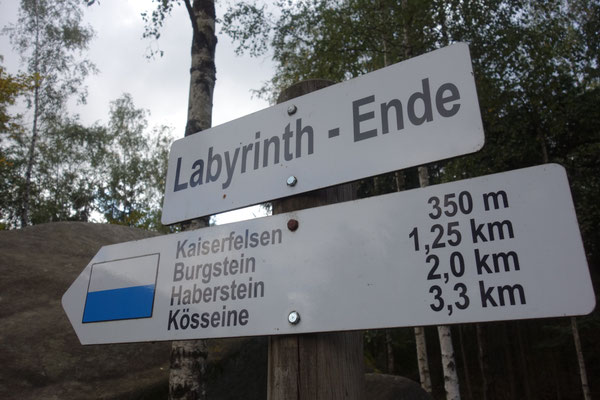 Labyrinth - Ende
Kaiserfelsen 350 m
Burgstein 1,25 km
Haberstein 2,0 km
Kösseine 3,3 km